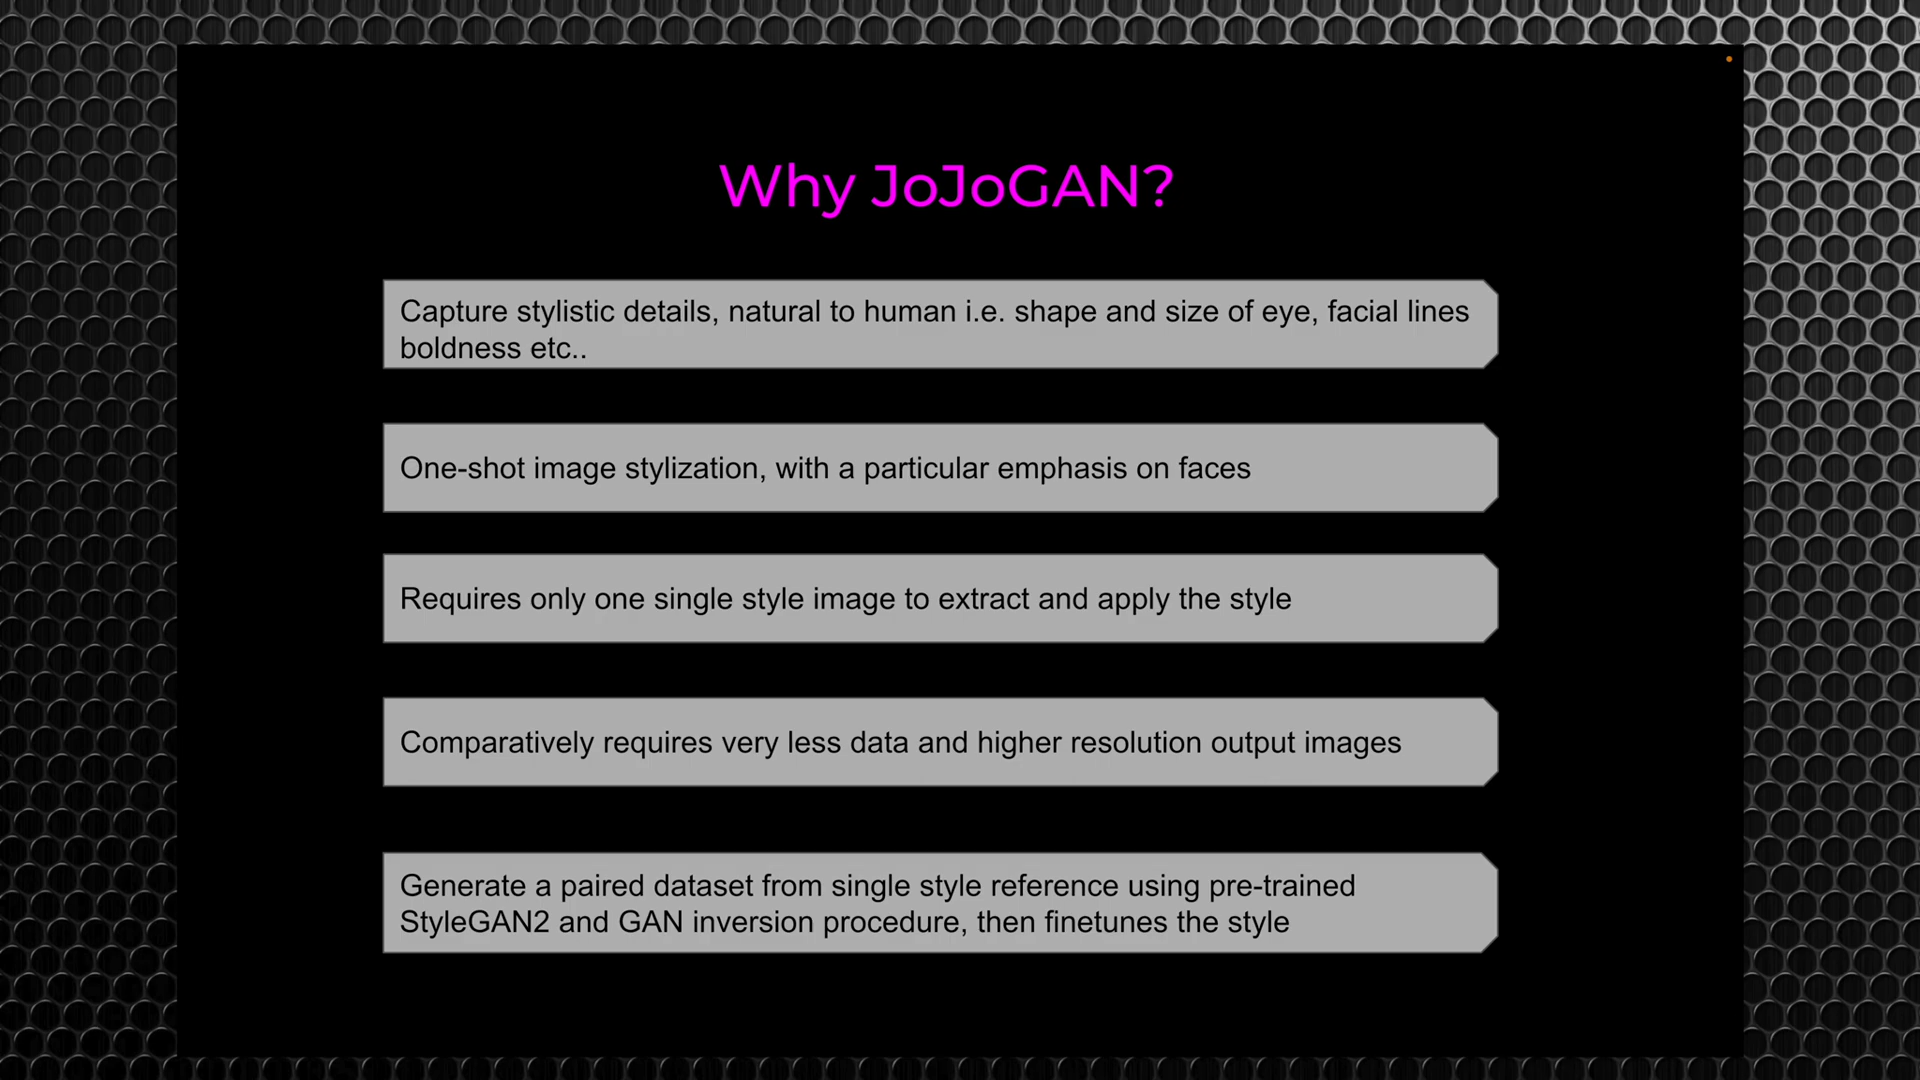 Why JoJoGAN?
Capture stylistic details, natural to human i.e. shape and size of eye, facial lines
boldness etc..
One-shot image stylization, with a particular emphasis on faces
Requires only one single style image to extract and apply the style
Comparatively requires very less data and higher resolution output images
Generate a paired dataset from single style reference using pre-trained
StyleGAN2 and GAN inversion procedure, then finetunes the style